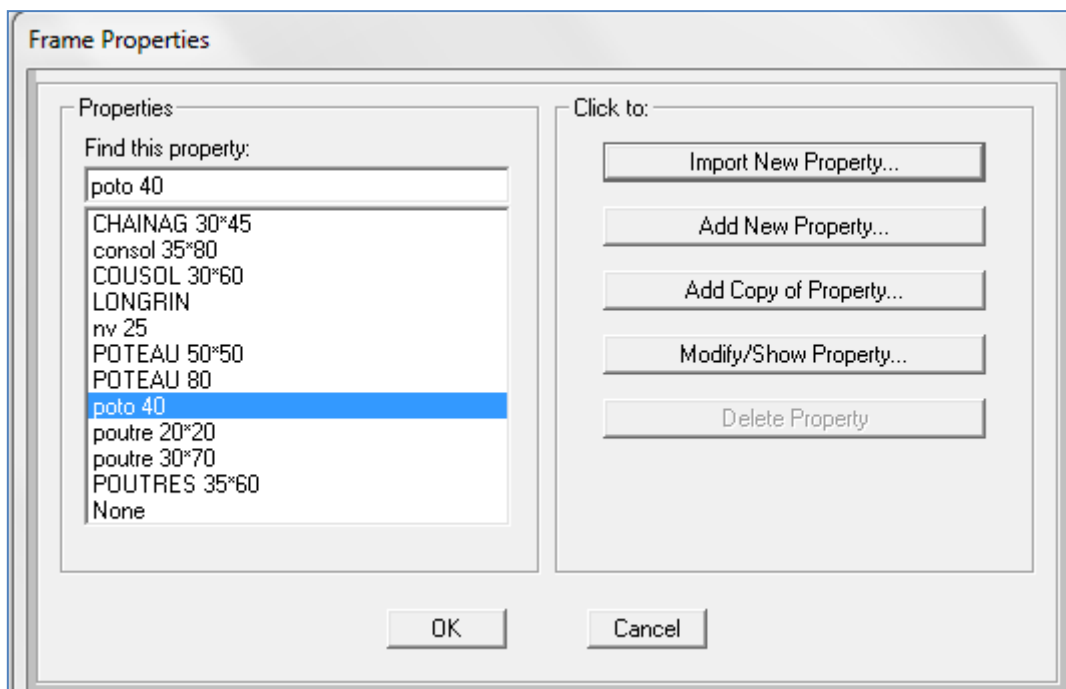 Frame Properties
Properties
Find this property:
poto 40
CHAINAG 30*45
consol 35*80
COUSOL 30*60
LONGRIN
nv 25
POTEAU 50*50
POTEAU 80
poto 40
poutre 20*20
poutre 30*70
POUTRES 35*60
None
Click to:
Import New Property...
Add New Property...
Add Copy of Property...
Modify/Show Property...
Delete Property
OK
Cancel